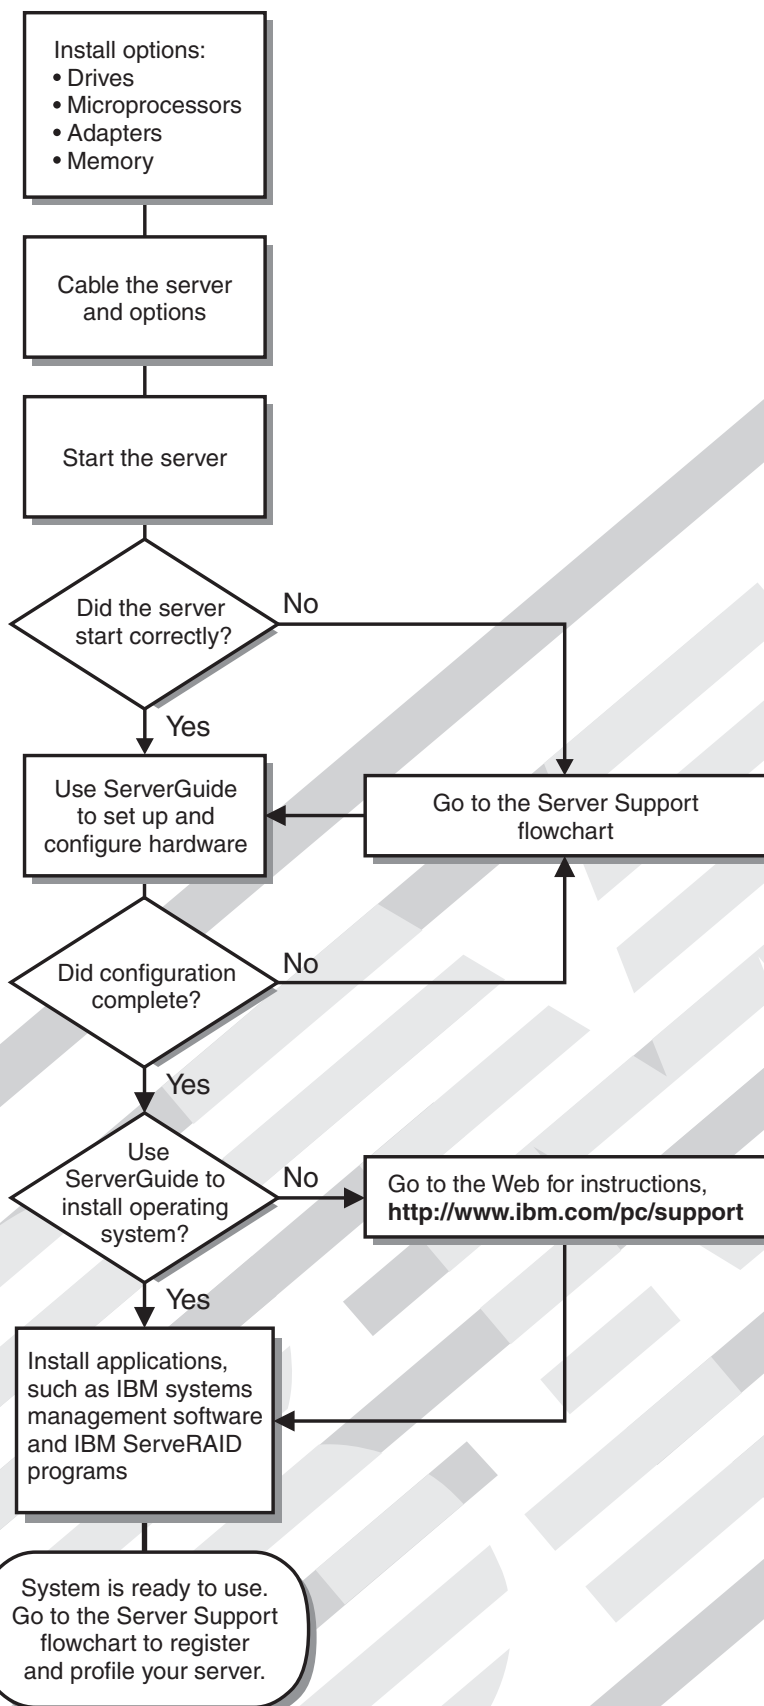 Install options:
• Drives
• Microprocessors
• Adapters
• Memory
Cable the server
and options
Start the server
Did the server
start correctly?
No
Yes
Use ServerGuide
to set up and
configure hardware
Go to the Server Support
flowchart
Did configuration
complete?
No
Yes
Use
ServerGuide to
install operating
system?
No
Go to the Web for instructions,
http://www.ibm.com/pc/support
Yes
Install applications,
such as IBM systems
management software
and IBM ServeRAID
programs
System is ready to use.
Go to the Server Support
flowchart to register
and profile your server.